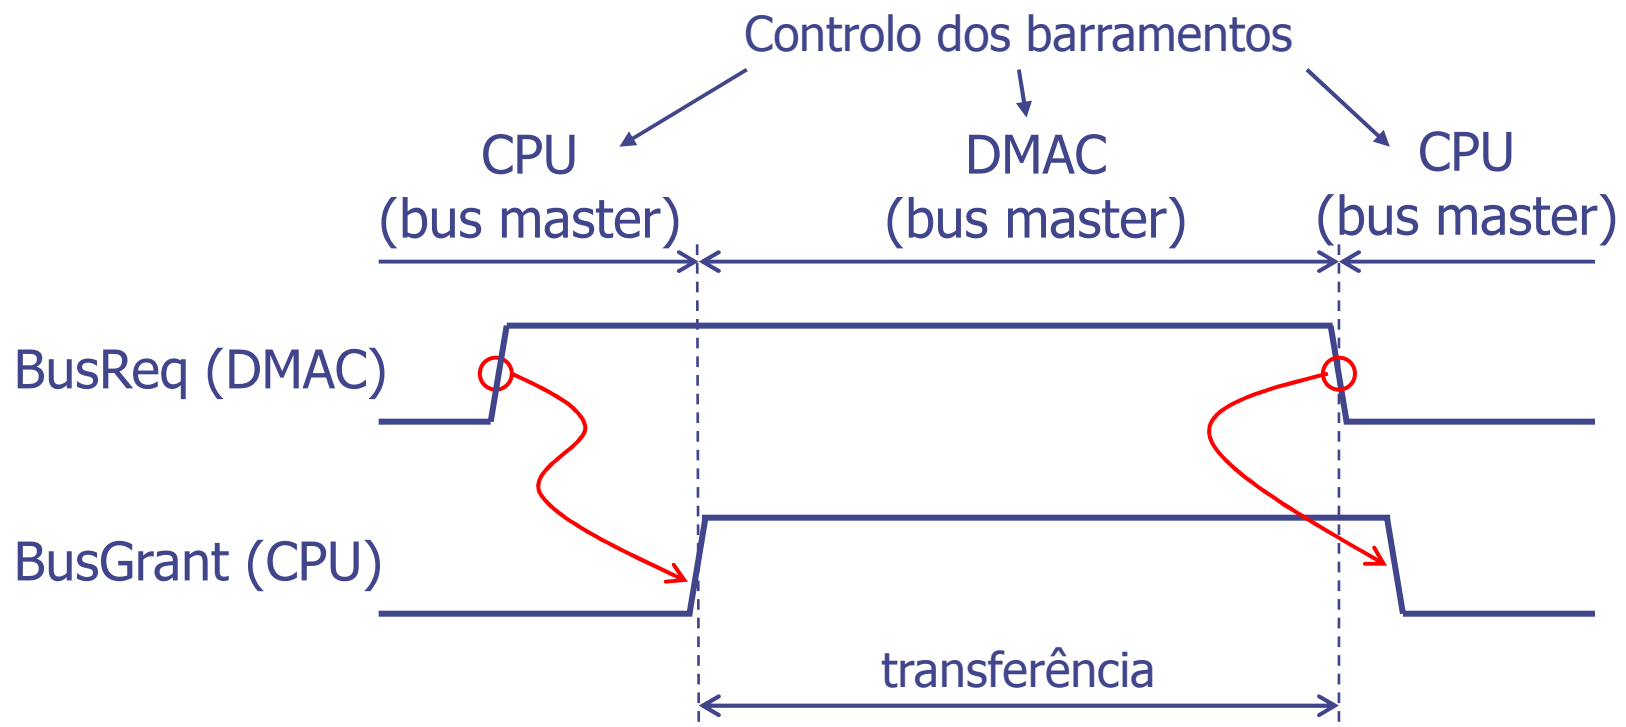 Controlo dos barramentos
CPU
(bus master)
DMAC
(bus master)
CPU
(bus master)
BusReq (DMAC)
BusGrant (CPU)
transferência